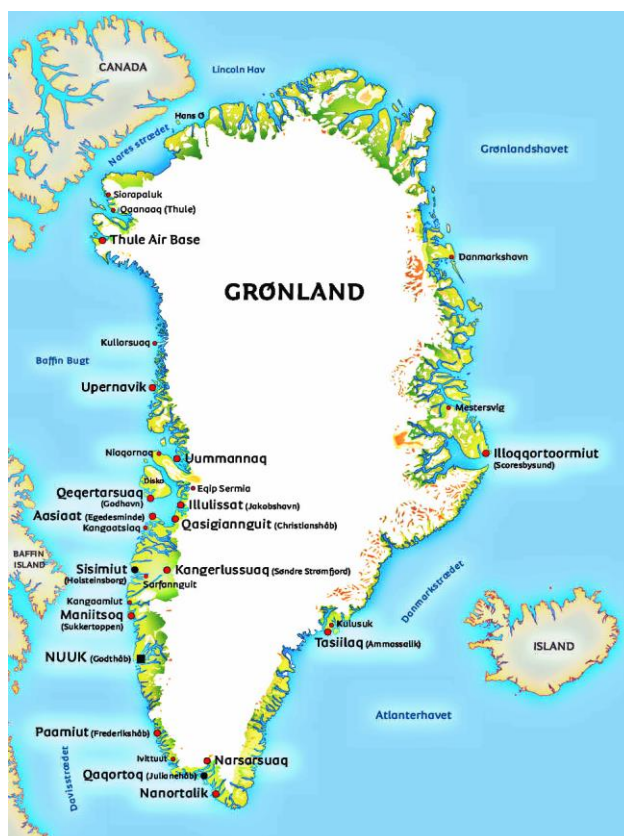 CANADA
Lincoln Hav
Hans Ø
Nares strædet
Grønlandshavet
Siorapaluk
Qaanaaq (Thule)
Thule Air Base
Danmarkshavn
GRØNLAND
Kullorsuaq
Baffin Bugt
Upernavik
Mestersvig
Niaqornaq
Uummannaq
Illoqqortoormiut
(Scoresbysund)
Disko
Eqip Sermia
Qeqertarsuaq
(Godhavn)
Illulissat (Jakobshavn)
Aasiaat (Egedesminde)
Qasigiannguit (Christianshåb)
Kangaatsiaq
BAFFIN
ISLAND
Sisimiut
(Holsteinsborg)
Kangerlussuaq (Søndre Strømfjord)
Sarfannguit
Danmarkstrædet
Kangaamiut
Maniitsoq
(Sukkertoppen)
Kulusuk
Tasiilaq (Ammassalik)
ISLAND
NUUK (Godthåb)
Atlanterhavet
Paamiut (Frederikshåb)
Davisstrædet
Ivittuut
Narsarsuaq
Qaqortoq (Julianehåb)
Nanortalik